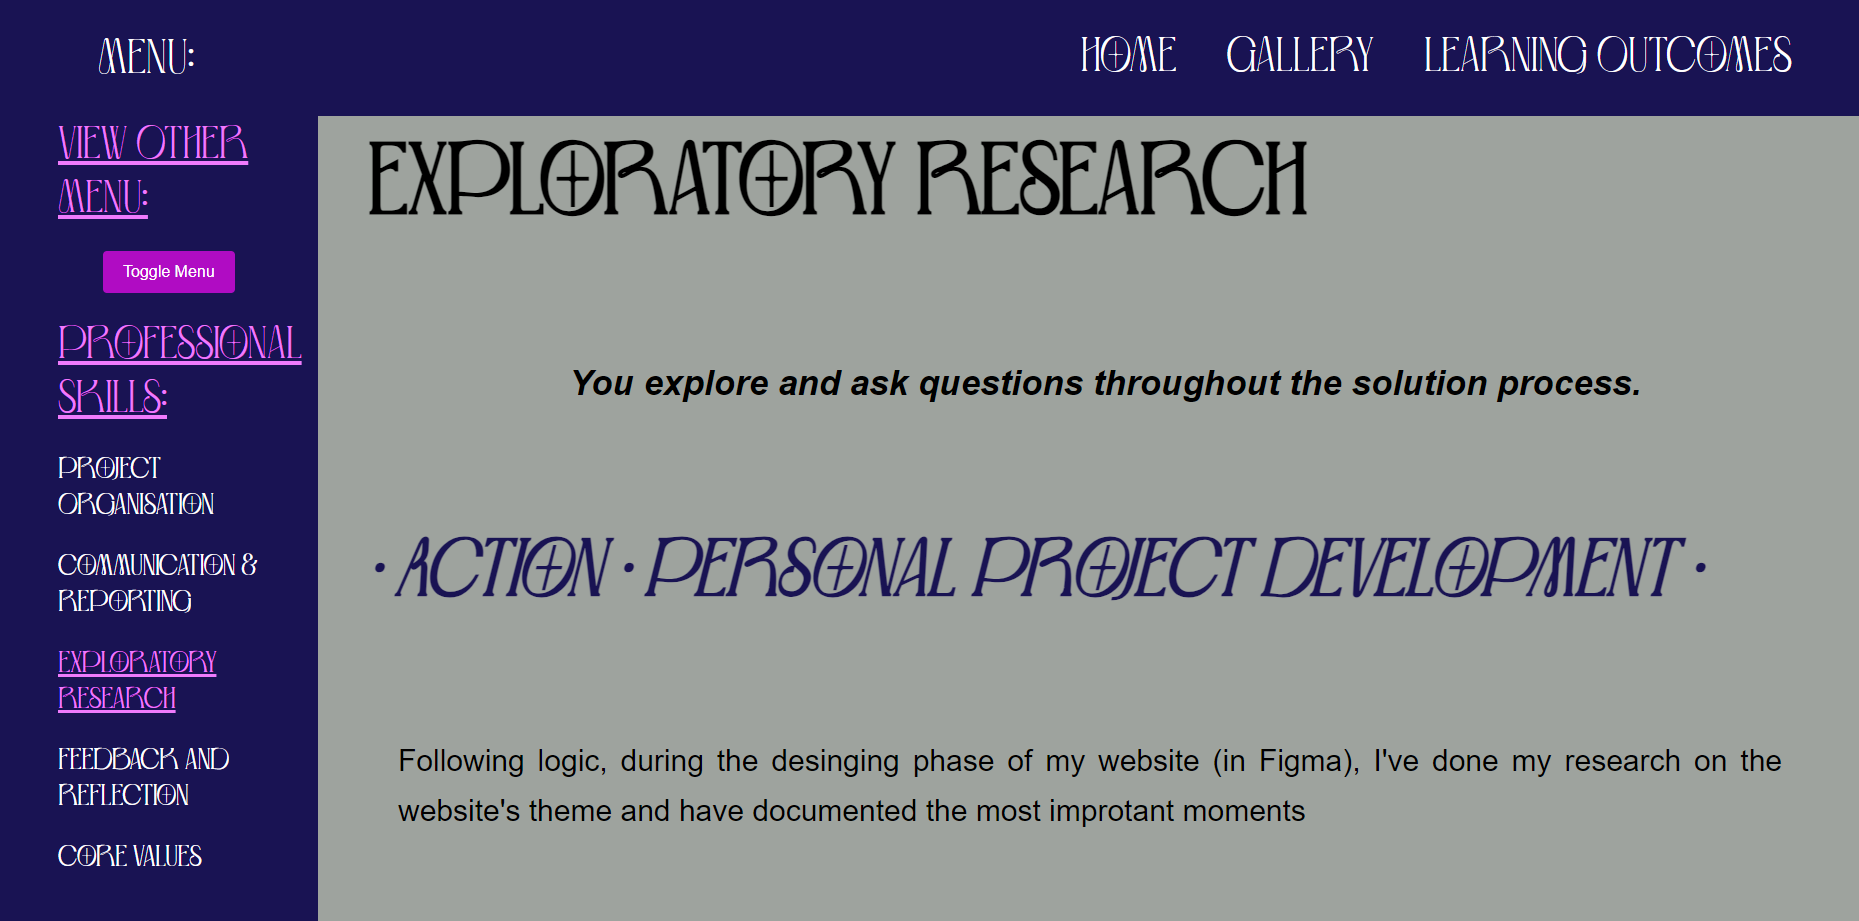 MENU:
HOME GALLERY LEARNING OUTCOMES
VIEW OTHER
MENU:
Toggle Menu
PROFESSIONAL
SKILLS:
PROJECT
ORGANISATION
COMMUNICATION &
REPORTING
EXPLORATORY
RESEARCH
FEEDBACK AND
REFLECTION
CORE VALUES
EXPLORATORY RESEARCH
You explore and ask questions throughout the solution process.
· ACTION · PERSONAL PROJECT DEVELOPMENT ·
Following logic, during the desinging phase of my website (in Figma), I've done my research on the
website's theme and have documented the most improtant moments